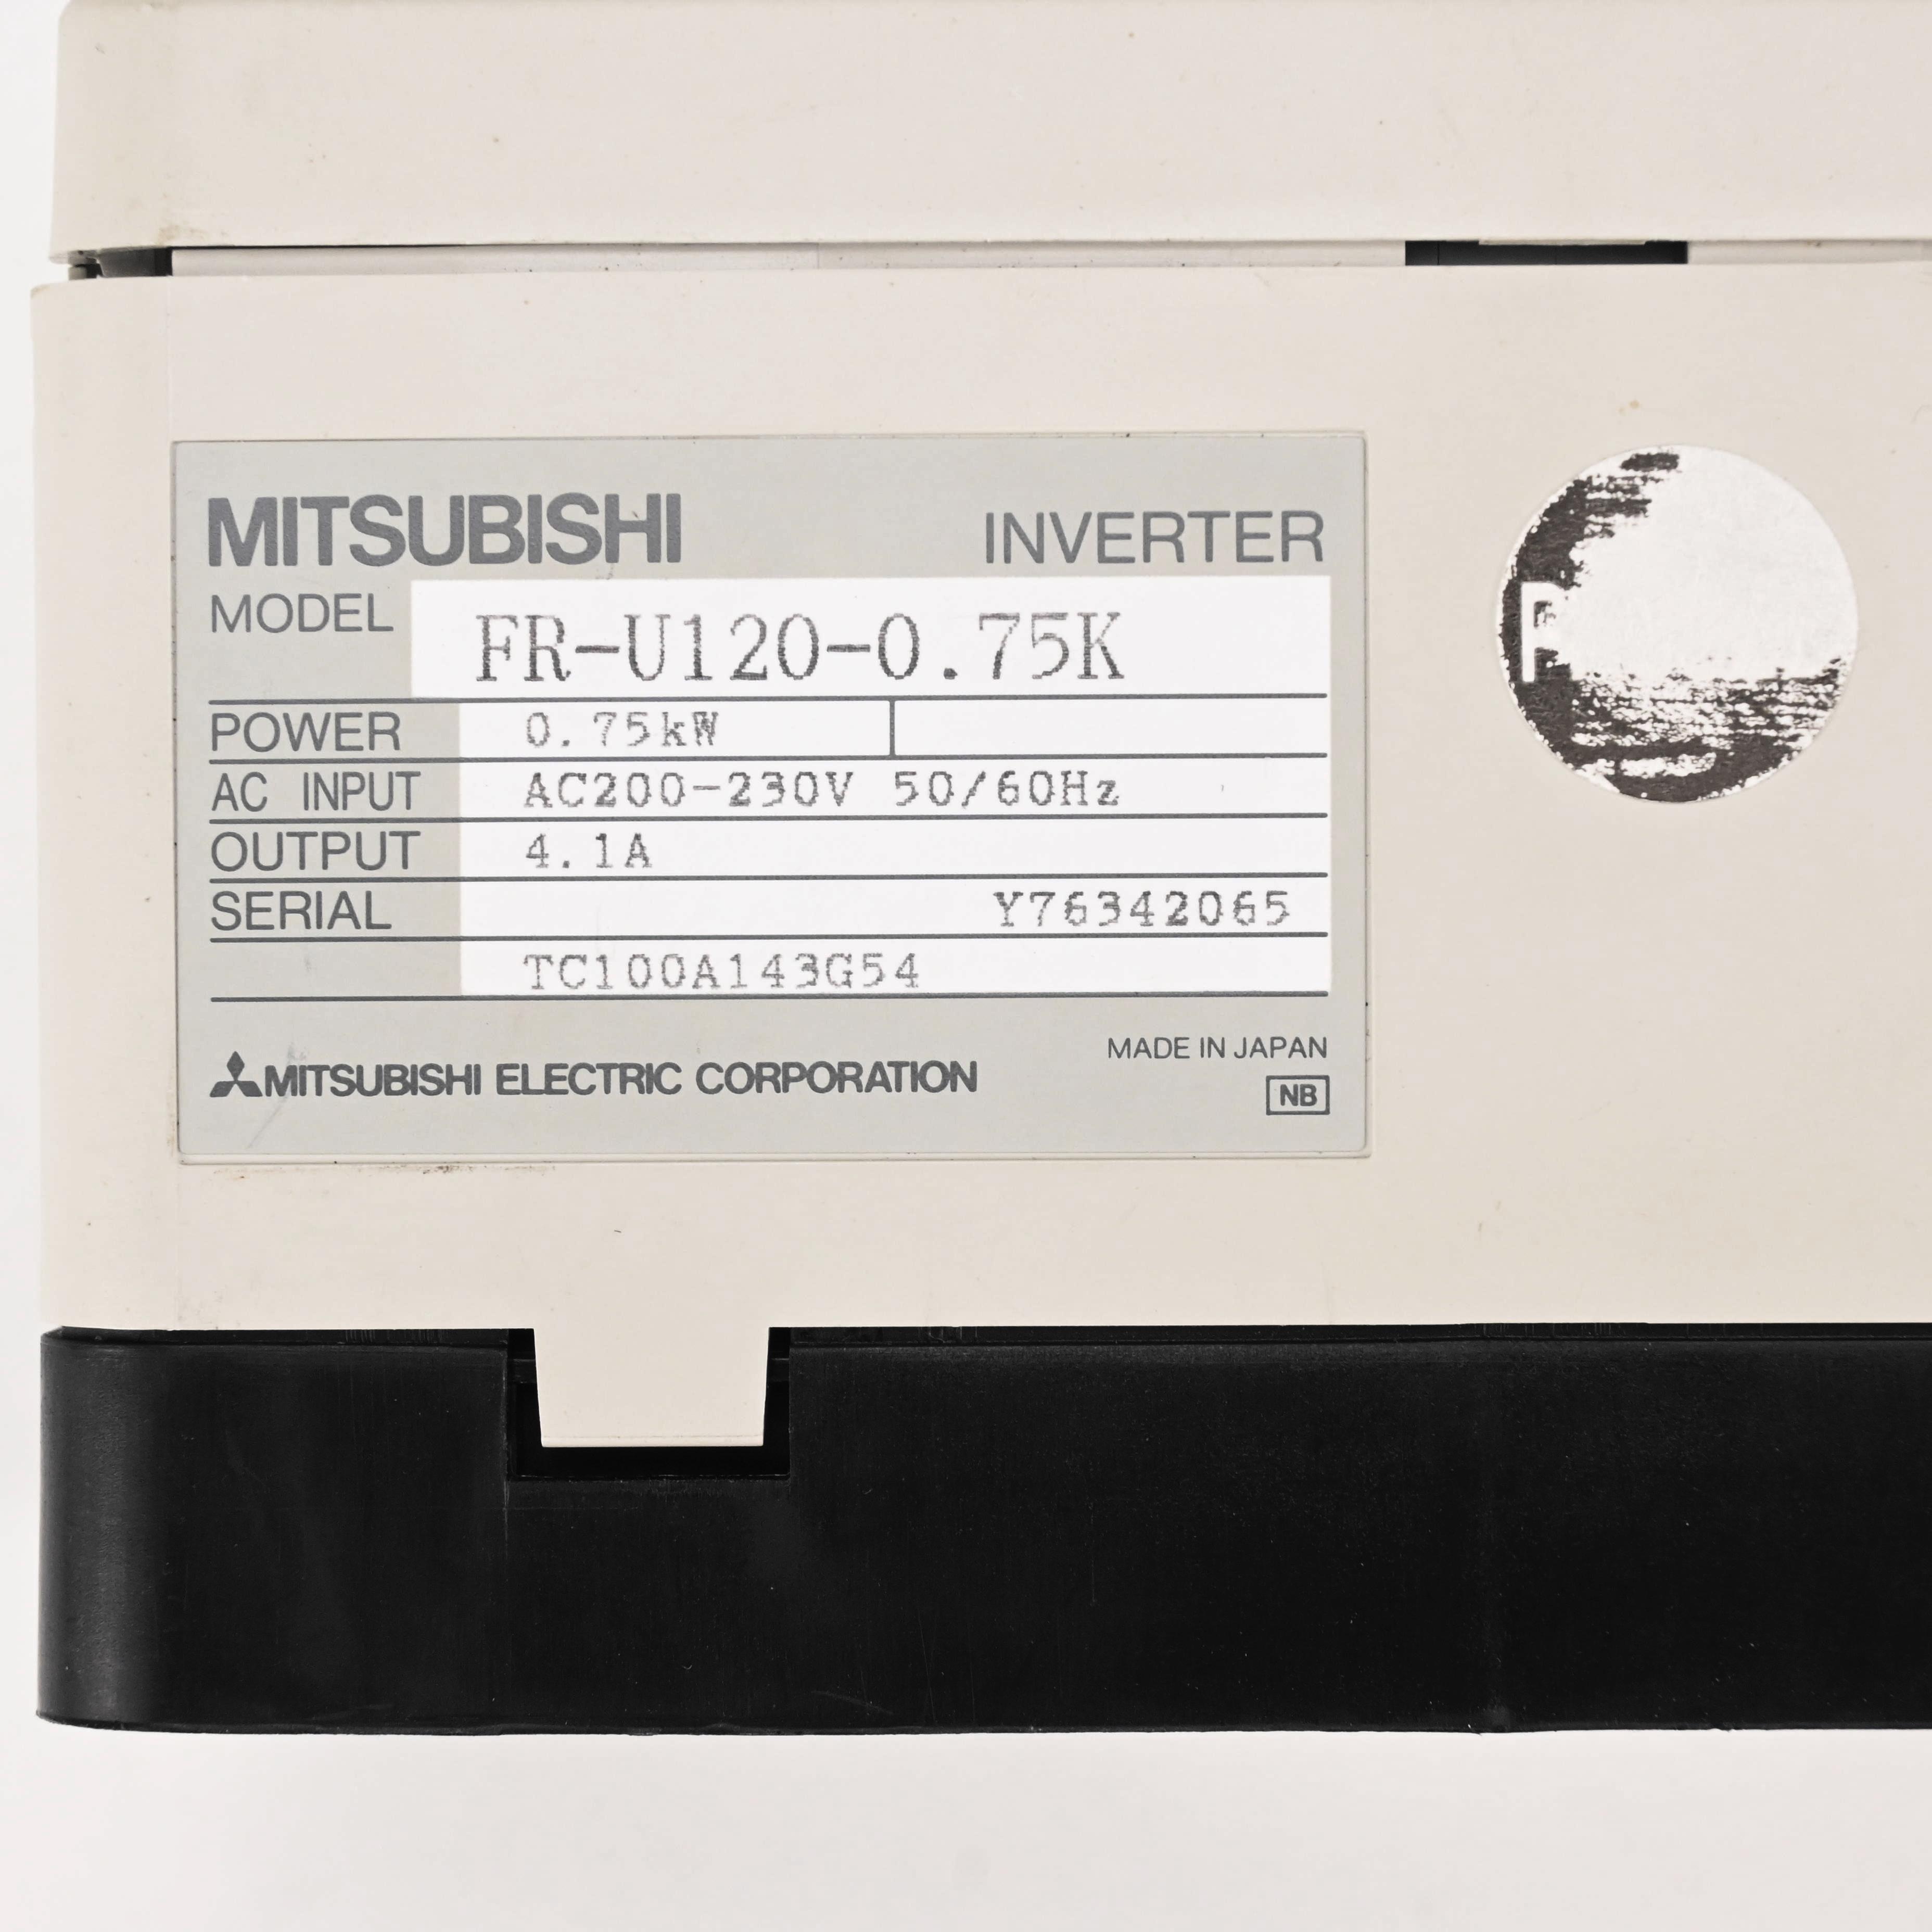 MITSUBISHI INVERTER
MODEL FR-U120-0.75K
POWER 0.75kW
AC INPUT AC200-230V 50/60Hz
OUTPUT 4.1A
SERIAL Y76342065
TC100A143G54
MADE IN JAPAN
MITSUBISHI ELECTRIC CORPORATION
NB